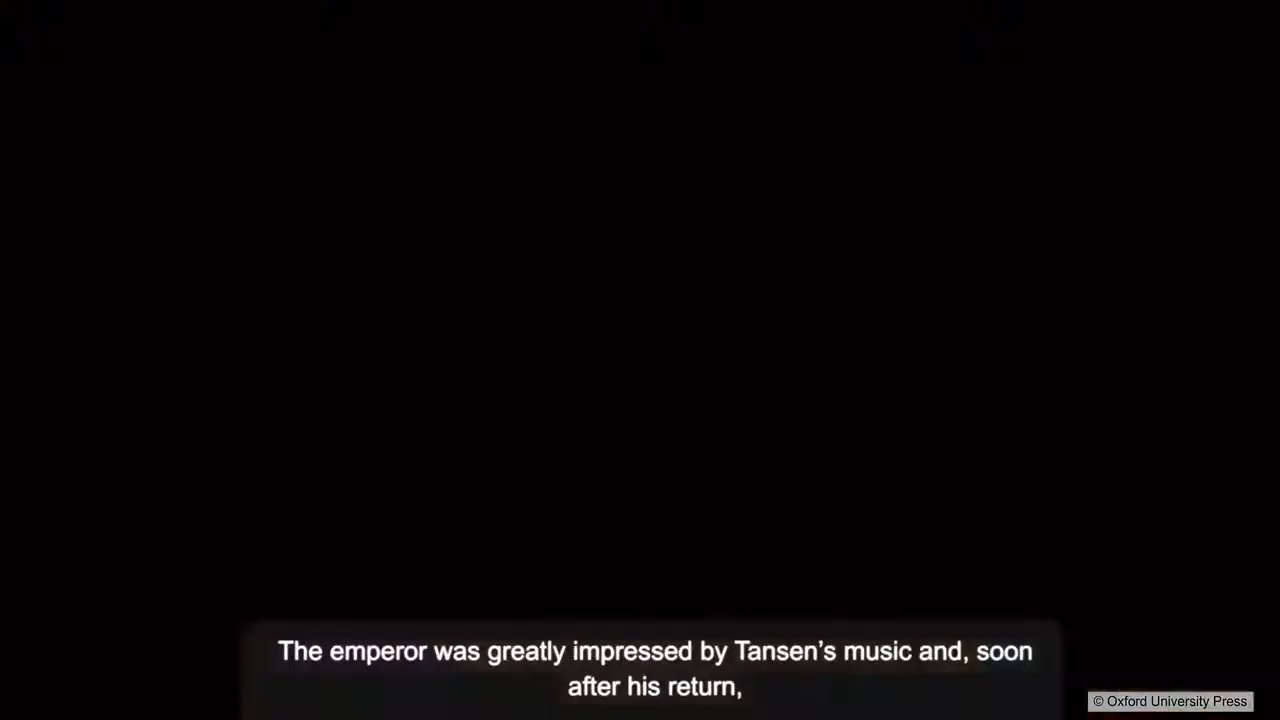 The emperor was greatly impressed by Tansen’s music and, soon
after his return,
© Oxford University Press